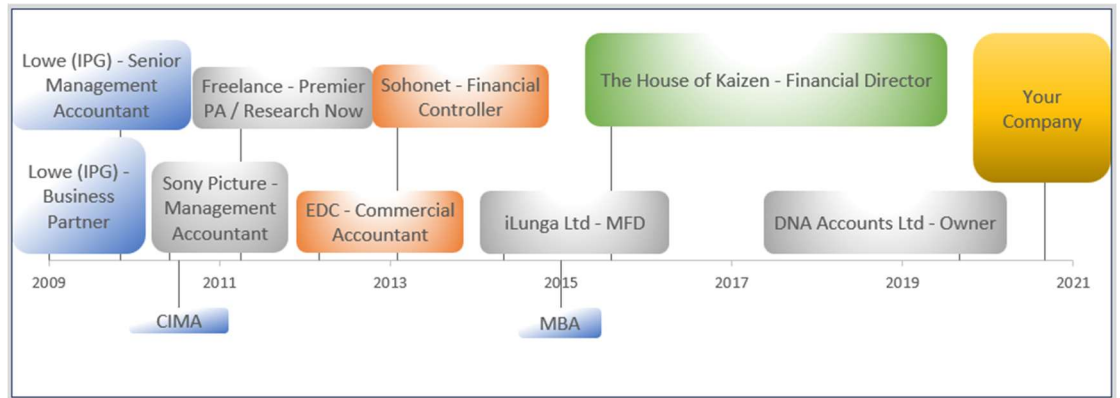 Lowe (IPG) - Senior
Management
Accountant
Freelance - Premier
PA / Research Now
Sohonet - Financial
Controller
The House of Kaizen - Financial Director
Your
Company
Lowe (IPG) -
Business
Partner
Sony Picture -
Management
Accountant
EDC - Commercial
Accountant
iLunga Ltd - MFD
DNA Accounts Ltd - Owner
2009 2011 2013 2015 2017 2019 2021
CIMA
MBA